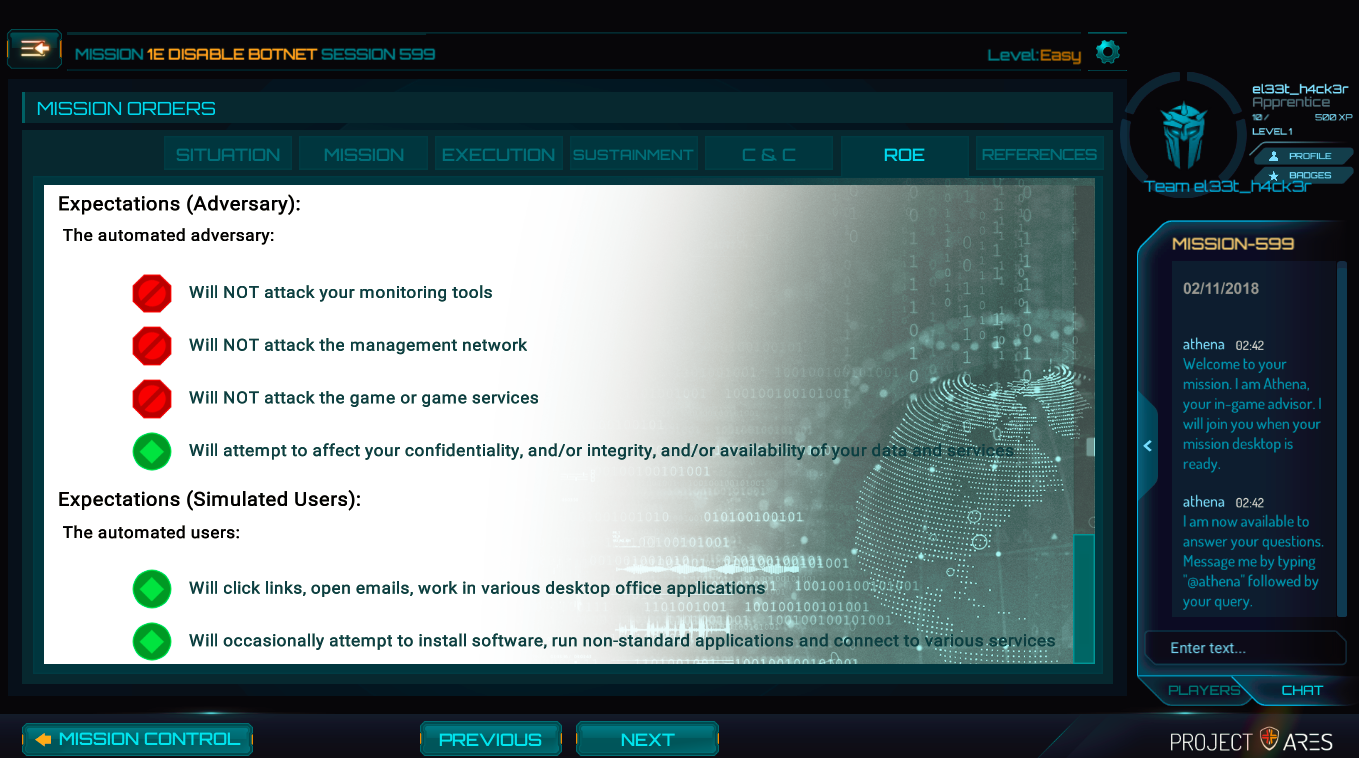 MISSION 1E DISABLE BOTNET SESSION 599
Level:Easy
MISSION ORDERS
SITUATION
MISSION
EXECUTION
SUSTAINMENT
C & C
ROE
REFERENCES
Expectations (Adversary):
The automated adversary:
Will NOT attack your monitoring tools
Will NOT attack the management network
Will NOT attack the game or game services
Will attempt to affect your confidentiality, and/or integrity, and/or availability of your data and services
Expectations (Simulated Users):
The automated users:
Will click links, open emails, work in various desktop office applications
Will occasionally attempt to install software, run non-standard applications and connect to various services
el33t_h4ck3r
Apprentice
10 / 500 XP
LEVEL 1
PROFILE
BADGES
Team el33t_h4ck3r
MISSION-599
02/11/2018
athena 02:42
Welcome to your
mission. I am Athena,
your in-game advisor. I
will join you when your
mission desktop is
ready.
athena 02:42
I am now available to
answer your questions.
Message me by typing
"@athena" followed by
your query.
Enter text...
PLAYERS
CHAT
MISSION CONTROL
PREVIOUS
NEXT
PROJECT ARES